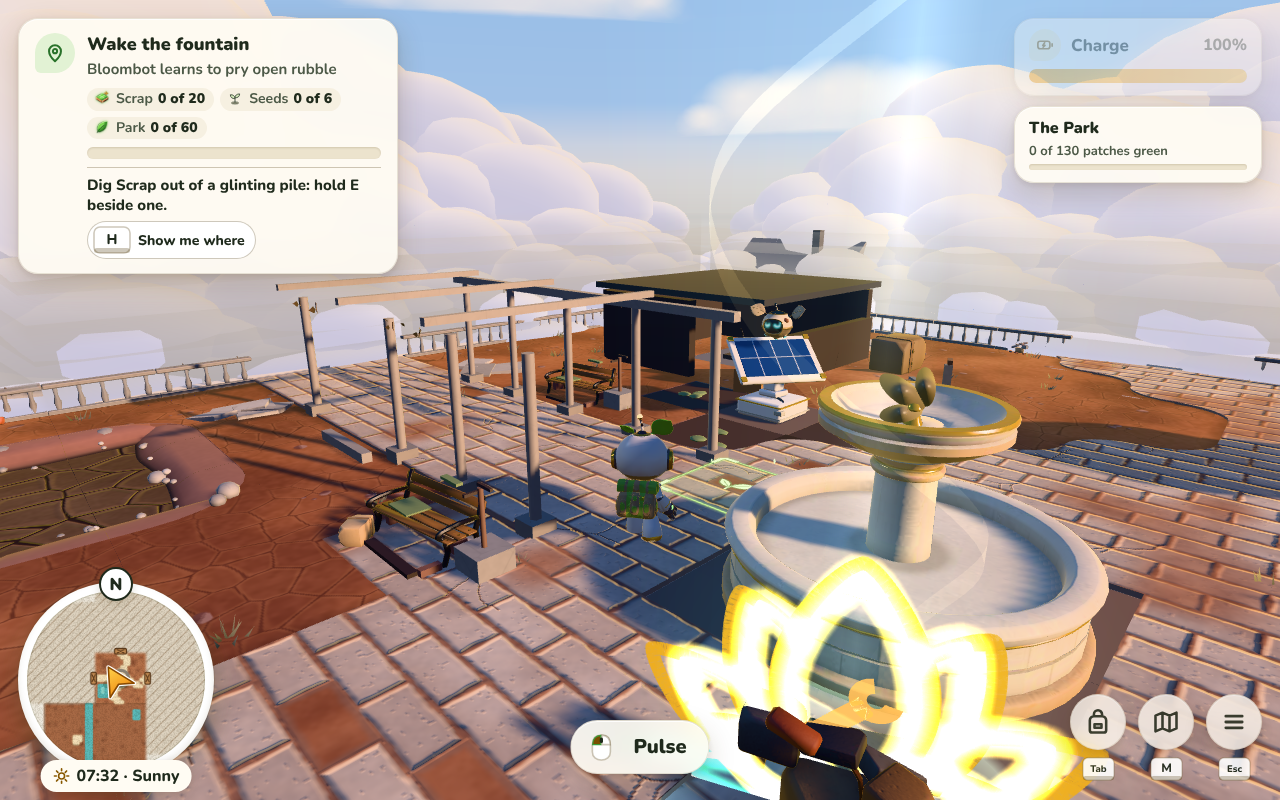 Wake the fountain
Bloombot learns to pry open rubble
Scrap 0 of 20 Seeds 0 of 6
Park 0 of 60
Dig Scrap out of a glinting pile: hold E
beside one.
H Show me where
Charge 100%
The Park
0 of 130 patches green
N
07:32 · Sunny
Pulse
Tab M Esc